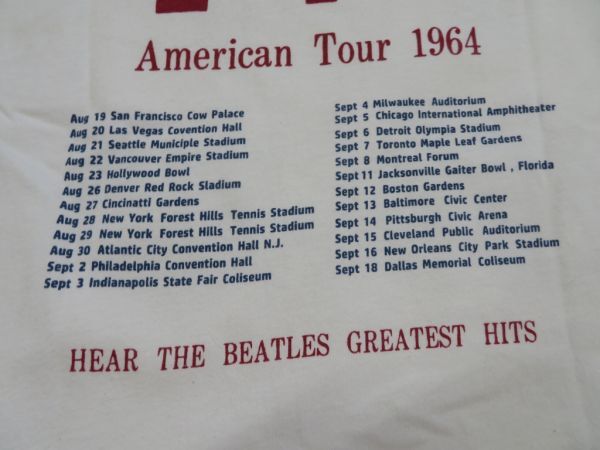 American Tour 1964
Aug 19 San Francisco Cow Palace
Aug 20 Las Vegas Covention Hall
Aug 21 Seattle Municiple Stadium
Aug 22 Vancouver Empire Stadium
Aug 23 Hollywood Bowl
Aug 26 Denver Red Rock Sladium
Aug 27 Cincinatti Gardens
Aug 28 New York Forest Hills Tennis Stadium
Aug 29 New York Forest Hills Tennis Stadium
Aug 30 Atlantic City Convention Hall N.J.
Sept 2 Philadelphia Convention Hall
Sept 3 Indianapolis State Fair Coliseum
Sept 4 Milwaukee Auditorium
Sept 5 Chicago International Amphitheater
Sept 6 Detroit Olympia Stadium
Sept 7 Toronto Maple Leaf Gardens
Sept 8 Montreal Forum
Sept 11 Jacksonville Gaiter Bowl , Florida
Sept 12 Boston Gardens
Sept 13 Baltimore Civic Center
Sept 14 Pittsburgh Civic Arena
Sept 15 Cleveland Public Auditorium
Sept 16 New Orleans City Park Stadium
Sept 18 Dallas Memorial Coliseum
HEAR THE BEATLES GREATEST HITS